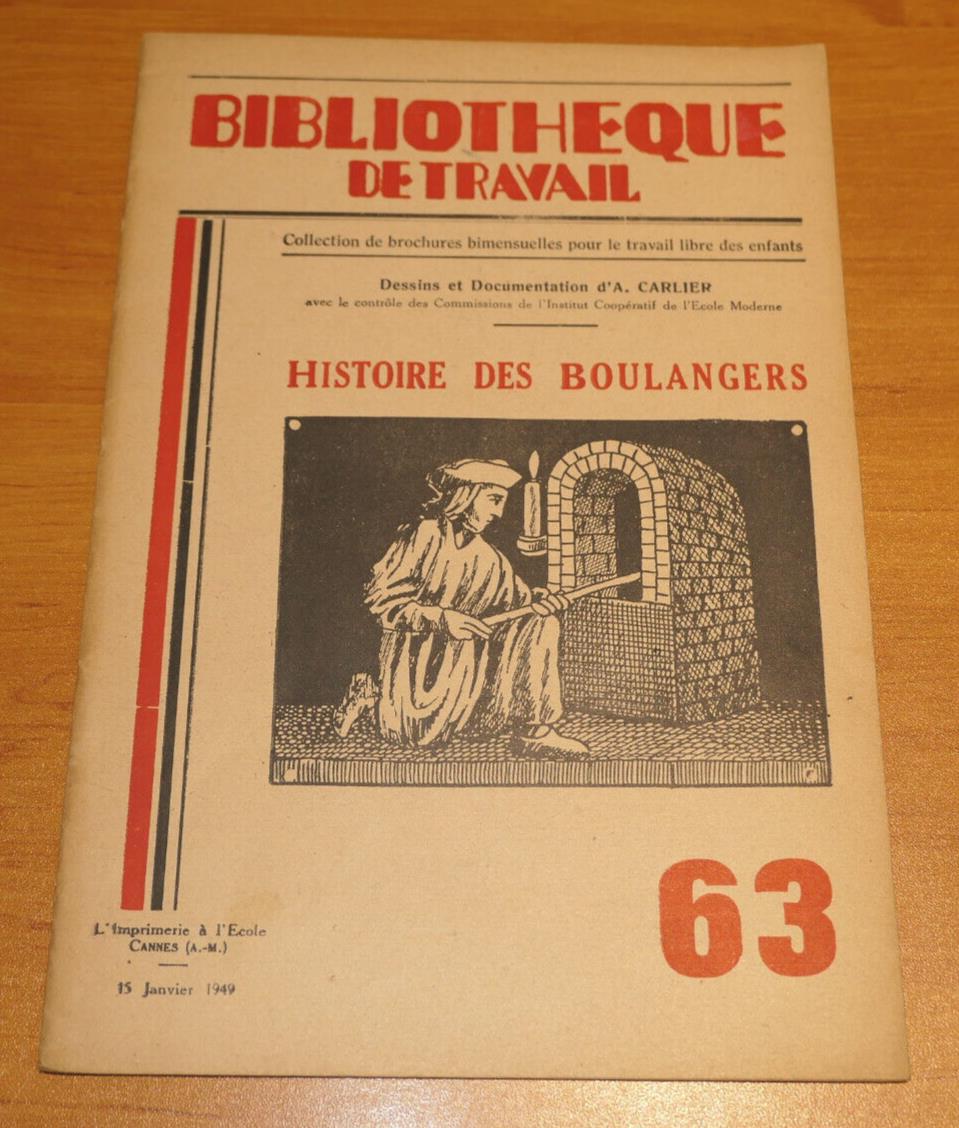 BIBLIOTHEQUE
DE TRAVAIL
Collection de brochures bimensuelles pour le travail libre des enfants
Dessins et Documentation d'A. CARLIER
avec le contrôle des Commissions de l'Institut Coopératif de l'Ecole Moderne
HISTOIRE DES BOULANGERS
63
L'Imprimerie à l'Ecole
CANNES (A.-M.)
15 Janvier 1949